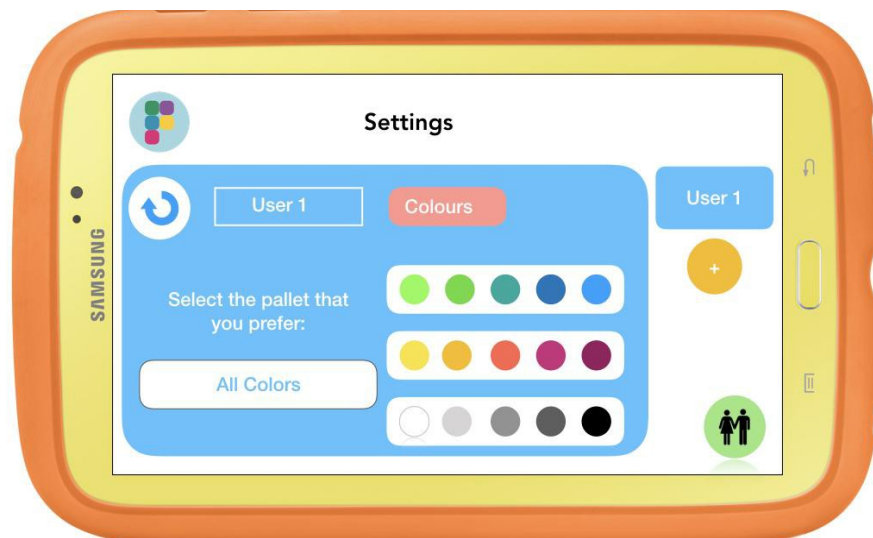 Settings
User 1
Colours
User 1
+
Select the pallet that
you prefer:
All Colors
SAMSUNG